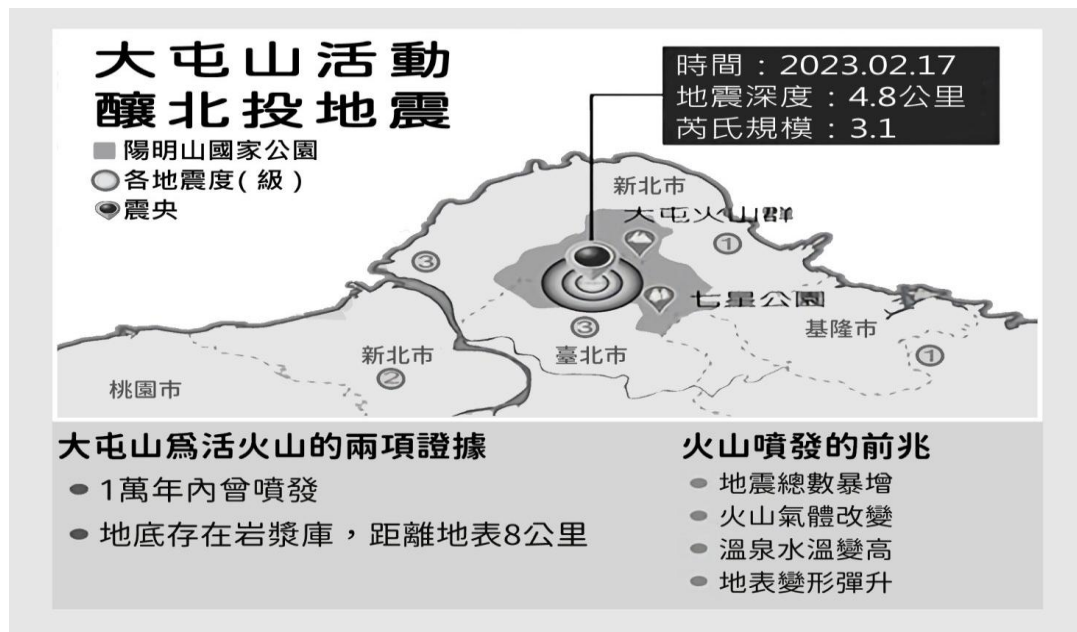 大屯山活動
釀北投地震
陽明山國家公園
各地震度(級)
震央
時間：2023.02.17
地震深度：4.8公里
芮氏規模：3.1
新北市
大屯火山群
①
③
七星公園
③
基隆市
新北市
臺北市
①
②
桃園市
大屯山爲活火山的兩項證據
● 1萬年內曾噴發
● 地底存在岩漿庫，距離地表8公里
火山噴發的前兆
● 地震總數暴增
● 火山氣體改變
● 溫泉水溫變高
● 地表變形彈升